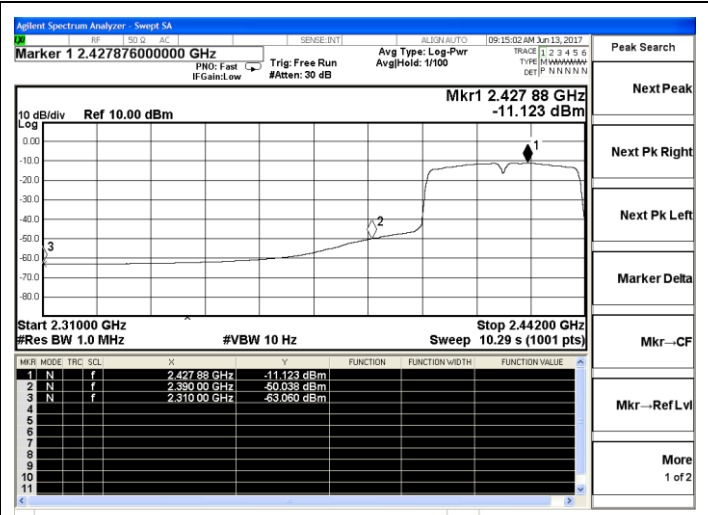 Agilent Spectrum Analyzer - Swept SA
RF 50 Ω AC SENSE:INT ALIGN AUTO 09:15:02 AM Jun 13, 2017
Marker 1 2.427876000000 GHz
PNO: Fast
IFGain:Low
Trig: Free Run
#Atten: 30 dB
Avg Type: Log-Pwr
Avg|Hold: 1/100
TRACE 1 2 3 4 5 6
TYPE M W W W W W
DET P N N N N N
Peak Search
Mkr1 2.427 88 GHz
-11.123 dBm
10 dB/div Ref 10.00 dBm
Log
0.00
-10.0
-20.0
-30.0
-40.0
-50.0
-60.0
-70.0
-80.0
1
2
3
Start 2.31000 GHz
Stop 2.44200 GHz
#Res BW 1.0 MHz
#VBW 10 Hz
Sweep 10.29 s (1001 pts)
MKR MODE TRC SCL X Y FUNCTION FUNCTION WIDTH FUNCTION VALUE
1 N f 2.427 88 GHz -11.123 dBm
2 N f 2.390 00 GHz -50.038 dBm
3 N f 2.310 00 GHz -63.060 dBm
4
5
6
7
8
9
10
11
Next Peak
Next Pk Right
Next Pk Left
Marker Delta
Mkr→CF
Mkr→Ref Lvl
More
1 of 2